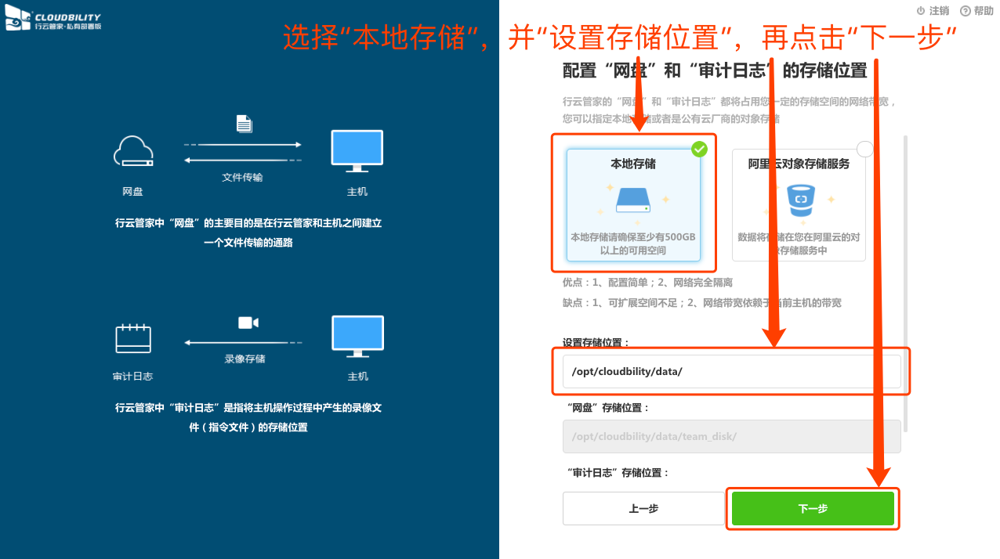 CLOUDBILITY
行云管家·私有部署版
注销 帮助
选择“本地存储”，并“设置存储位置”，再点击“下一步”
网盘
文件传输
主机
行云管家中“网盘”的主要目的是在行云管家和主机之间建立
一个文件传输的通路
审计日志
录像存储
主机
行云管家中“审计日志”是指将主机操作过程中产生的录像文
件（指令文件）的存储位置
配置“网盘”和“审计日志”的存储位置
行云管家的“网盘”和“审计日志”都将占用您一定的存储空间的网络带宽，
您可以指定本地存储或者是公有云厂商的对象存储
本地存储
本地存储请确保至少有500GB
以上的可用空间
阿里云对象存储服务
数据将存储在您在阿里云的对
象存储服务中
优点：1、配置简单；2、网络完全隔离
缺点：1、可扩展空间不足；2、网络带宽依赖于当前主机的带宽
设置存储位置：
/opt/cloudbility/data/
“网盘”存储位置：
/opt/cloudbility/data/team_disk/
“审计日志”存储位置：
上一步
下一步